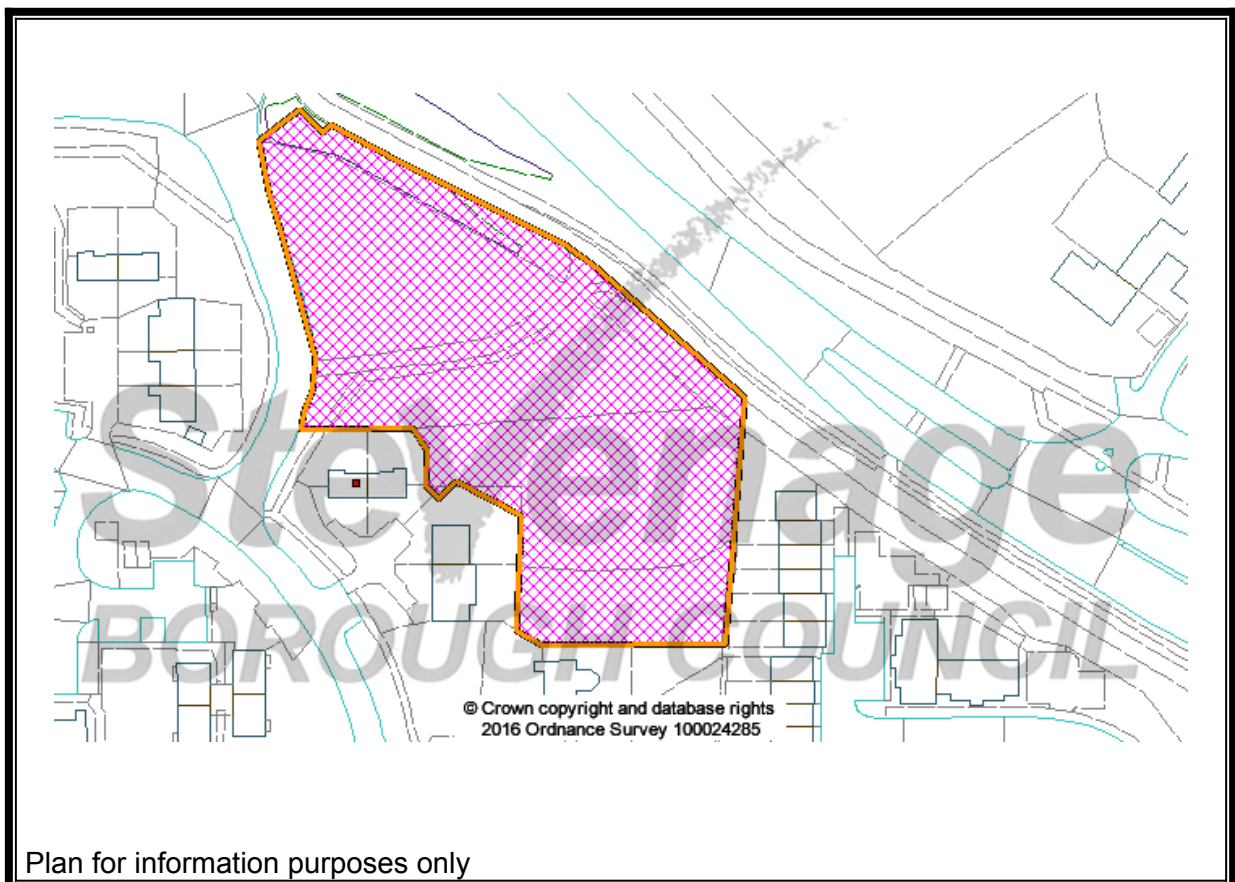 Stevenage
BOROUGH COUNCIL
© Crown copyright and database rights
2016 Ordnance Survey 100024285
Plan for information purposes only